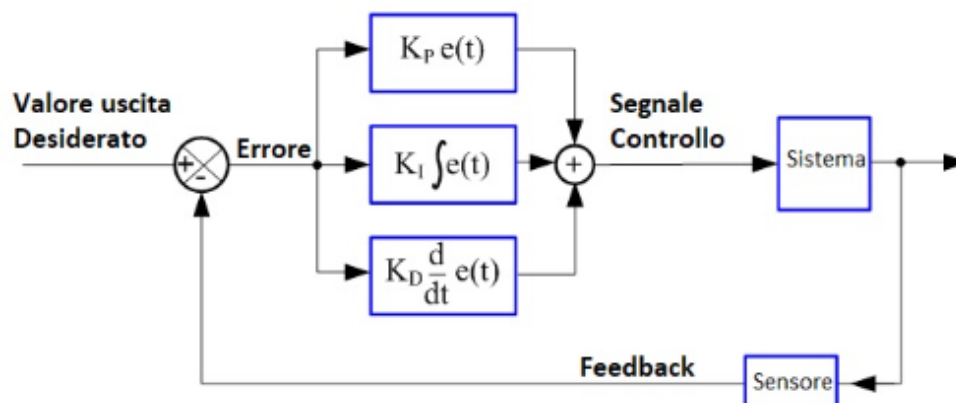 K_P e(t)
Valore uscita
Desiderato
+
-
Errore
K_I ∫e(t)
+
Segnale
Controllo
Sistema
K_D d/dt e(t)
Feedback
Sensore